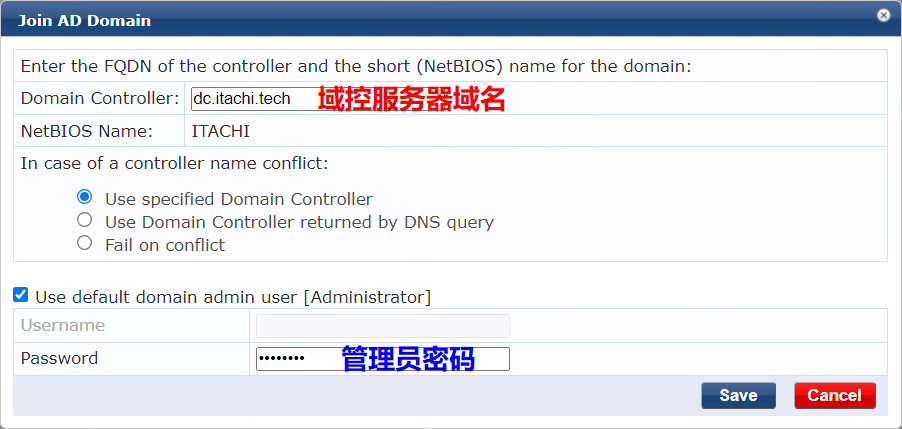 Join AD Domain
Enter the FQDN of the controller and the short (NetBIOS) name for the domain:
Domain Controller: dc.itachi.tech 域控服务器域名
NetBIOS Name: ITACHI
In case of a controller name conflict:
Use specified Domain Controller
Use Domain Controller returned by DNS query
Fail on conflict
Use default domain admin user [Administrator]
Username
Password •••••••• 管理员密码
Save Cancel